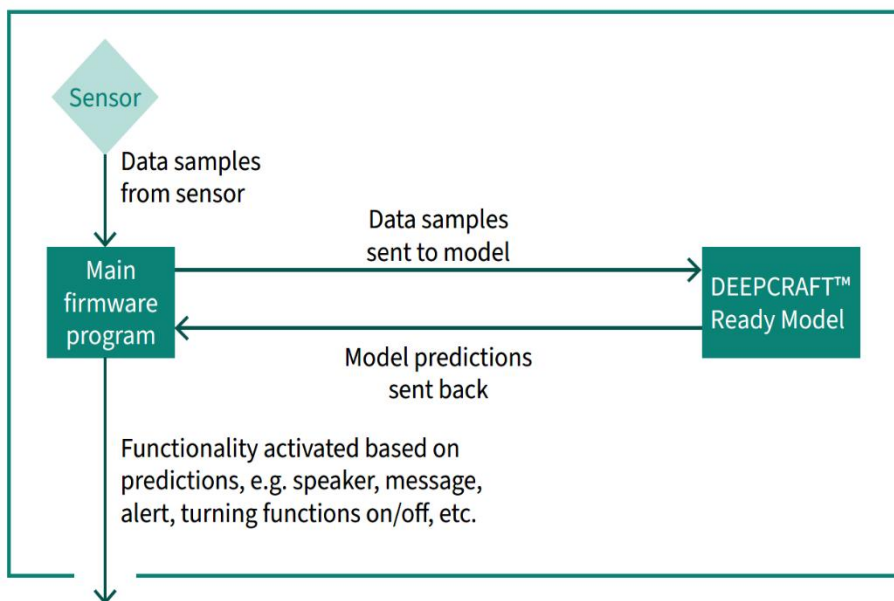 Sensor
Data samples
from sensor
Data samples
sent to model
Main
firmware
program
DEEPCRAFT™
Ready Model
Model predictions
sent back
Functionality activated based on
predictions, e.g. speaker, message,
alert, turning functions on/off, etc.